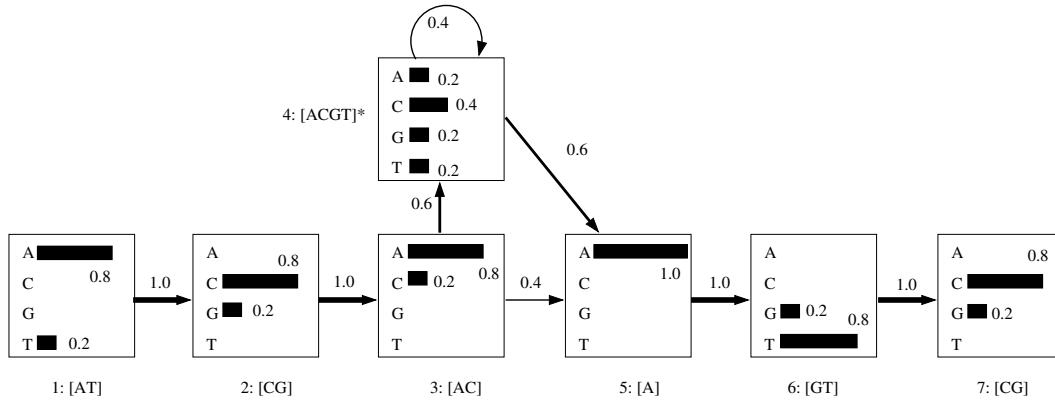 0.4
A 0.2
C 0.4
G 0.2
T 0.2
4: [ACGT]*
0.6
0.6
A 0.8
C
G
T 0.2
1.0
A
C 0.8
G 0.2
T
1.0
A 0.8
C 0.2
G
T
0.4
A 1.0
C
G
T
1.0
A
C
G 0.2
T 0.8
1.0
A
C 0.8
G 0.2
T
1: [AT]
2: [CG]
3: [AC]
5: [A]
6: [GT]
7: [CG]